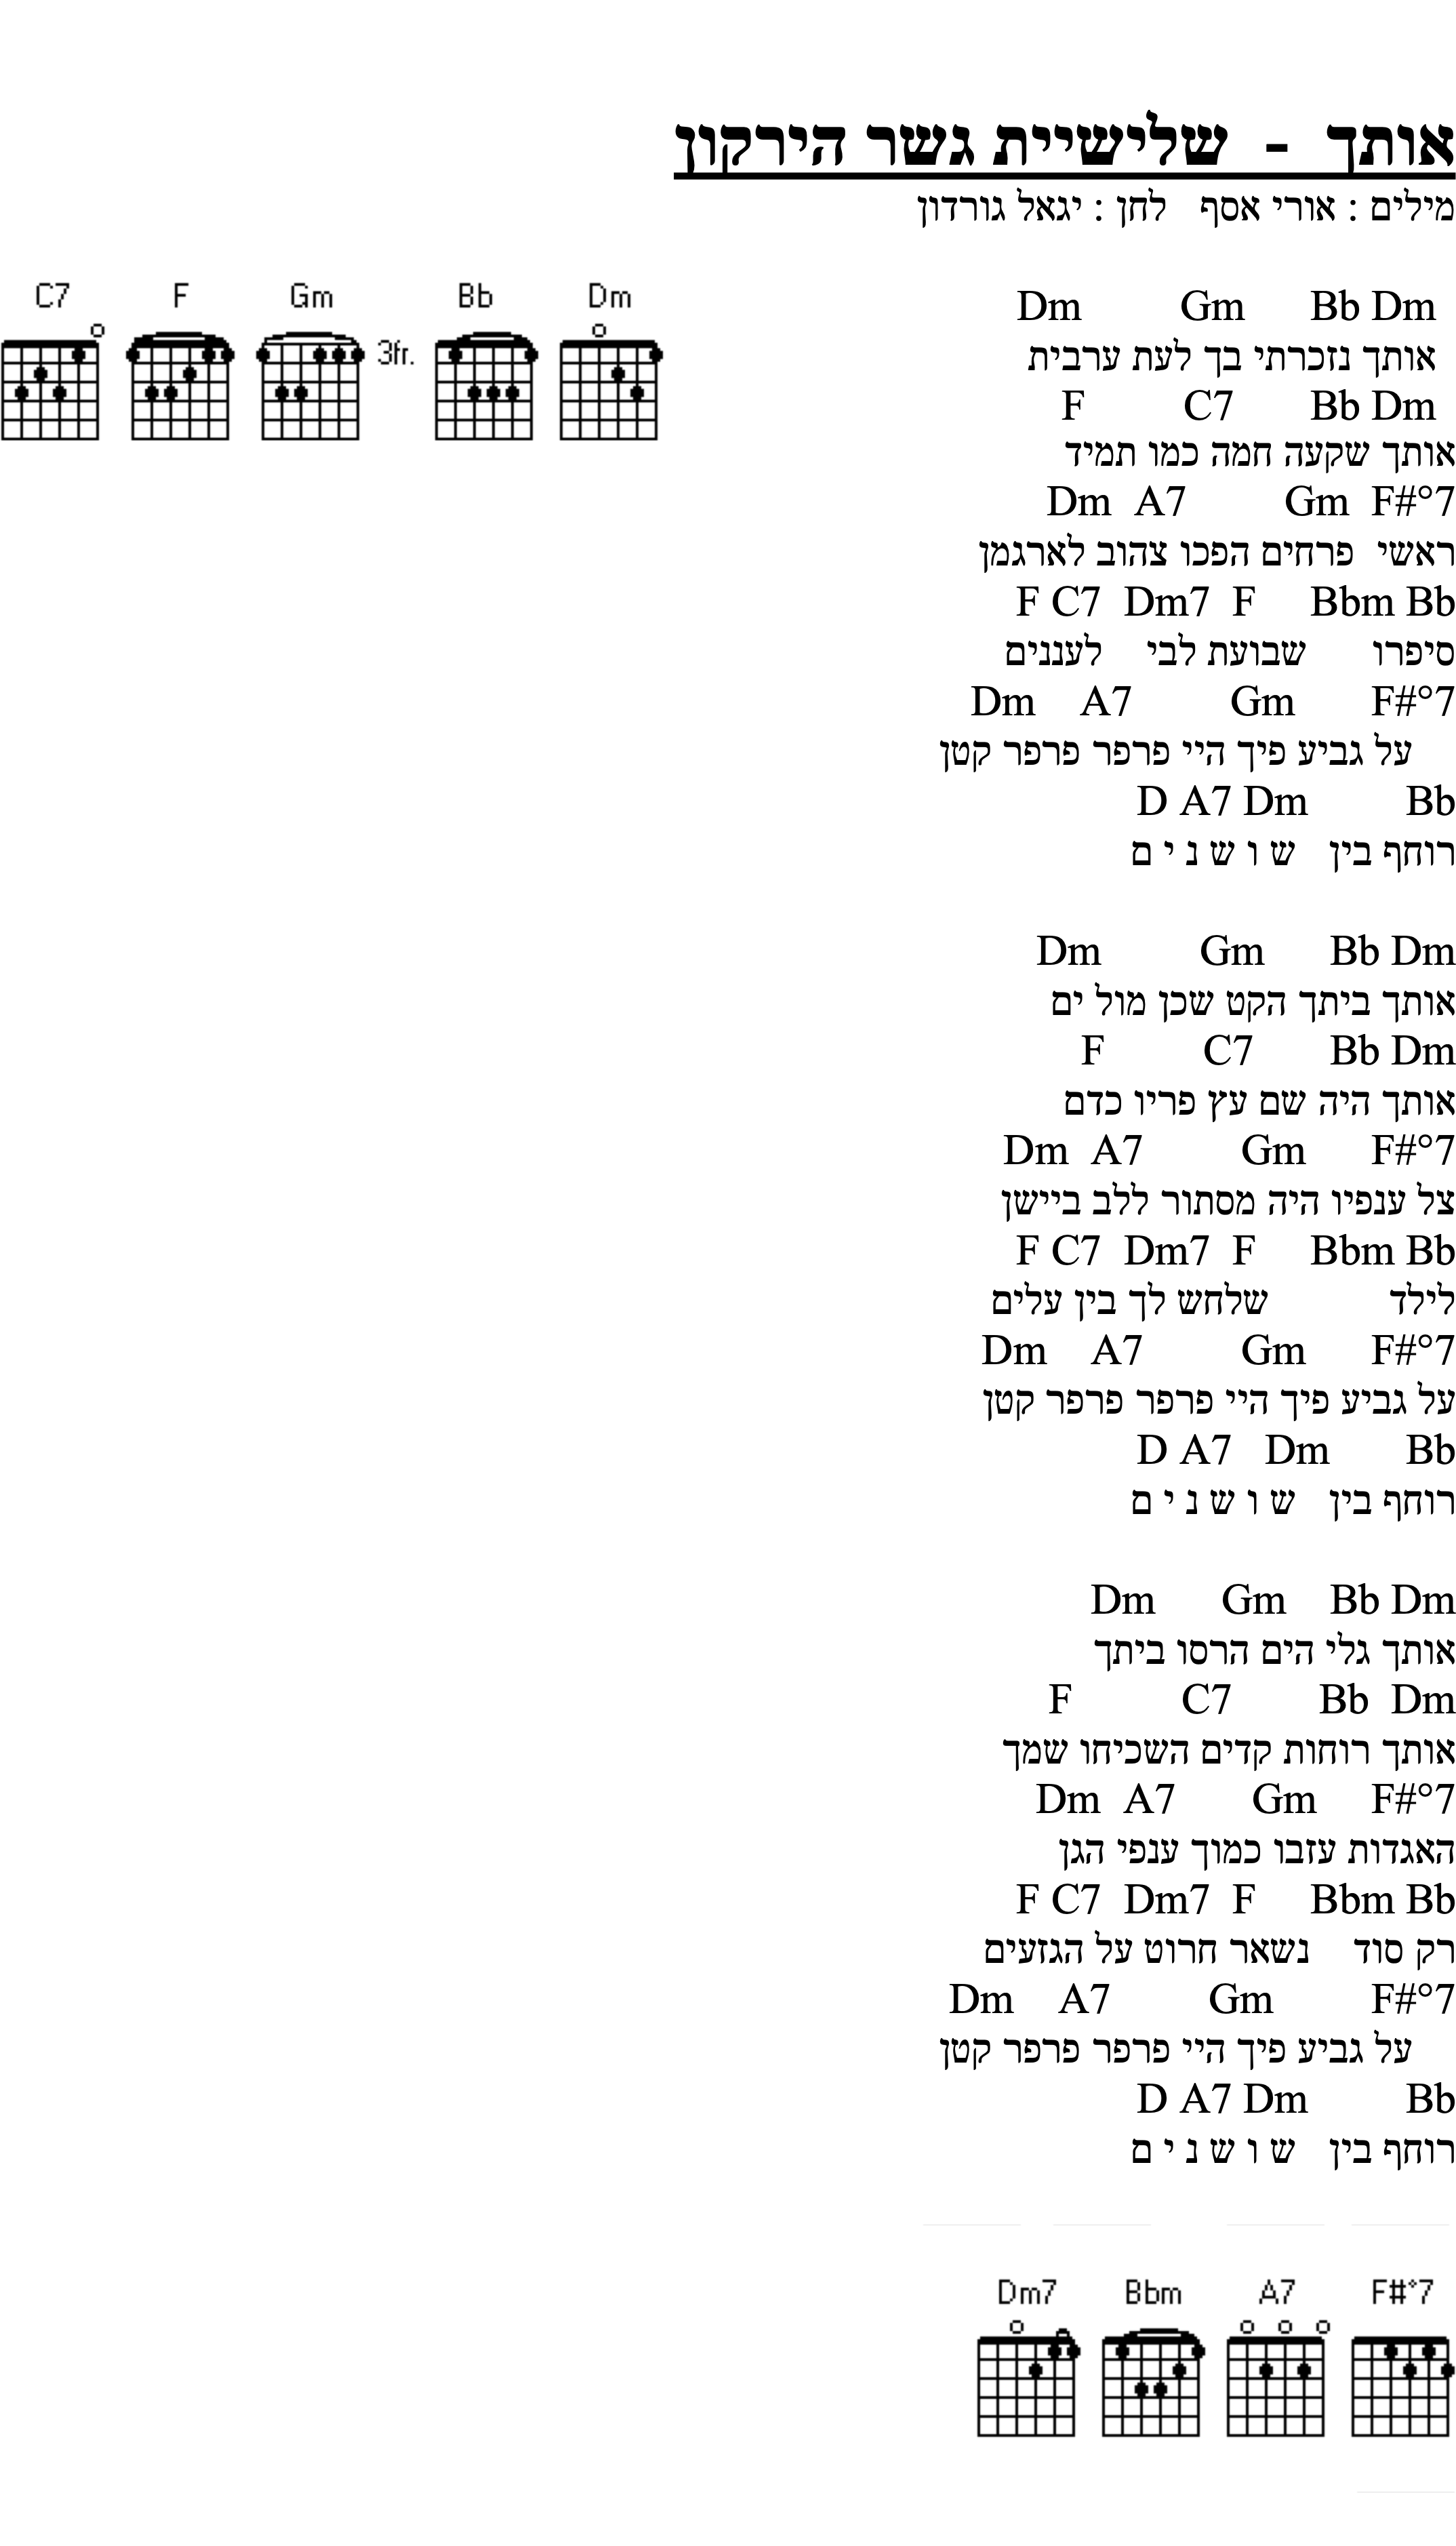 אותך - שלישיית גשר הירקון
מילים : אורי אסף   לחן : יגאל גורדון
C7 F Gm Bb Dm
3fr.
Dm Gm Bb Dm
אותך נזכרתי בך לעת ערבית
F C7 Bb Dm
אותך שקעה חמה כמו תמיד
Dm A7 Gm F#°7
ראשי פרחים הפכו צהוב לארגמן
F C7 Dm7 F Bbm Bb
סיפרו שבועת לבי לעננים
Dm A7 Gm F#°7
על גביע פיך היי פרפר פרפר קטן
D A7 Dm Bb
רוחף בין ש ו ש נ י ם
Dm Gm Bb Dm
אותך ביתך הקט שכן מול ים
F C7 Bb Dm
אותך היה שם עץ פריו כדם
Dm A7 Gm F#°7
צל ענפיו היה מסתור ללב ביישן
F C7 Dm7 F Bbm Bb
לילד שלחש לך בין עלים
Dm A7 Gm F#°7
על גביע פיך היי פרפר פרפר קטן
D A7 Dm Bb
רוחף בין ש ו ש נ י ם
Dm Gm Bb Dm
אותך גלי הים הרסו ביתך
F C7 Bb Dm
אותך רוחות קדים השכיחו שמך
Dm A7 Gm F#°7
האגדות עזבו כמוך ענפי הגן
F C7 Dm7 F Bbm Bb
רק סוד נשאר חרוט על הגזעים
Dm A7 Gm F#°7
על גביע פיך היי פרפר פרפר קטן
D A7 Dm Bb
רוחף בין ש ו ש נ י ם
Dm7 Bbm A7 F#°7